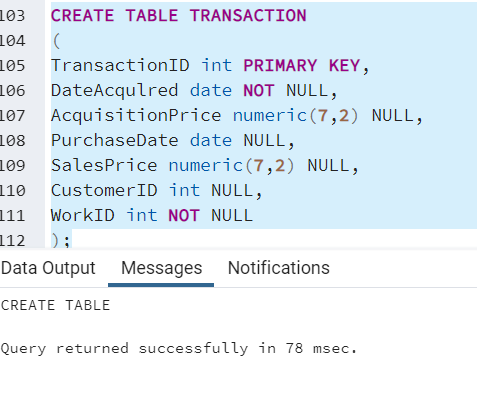 103 CREATE TABLE TRANSACTION
104 (
105 TransactionID int PRIMARY KEY,
106 DateAcqulred date NOT NULL,
107 AcquisitionPrice numeric(7,2) NULL,
108 PurchaseDate date NULL,
109 SalesPrice numeric(7,2) NULL,
110 CustomerID int NULL,
111 WorkID int NOT NULL
112 );
Data Output Messages Notifications
CREATE TABLE
Query returned successfully in 78 msec.